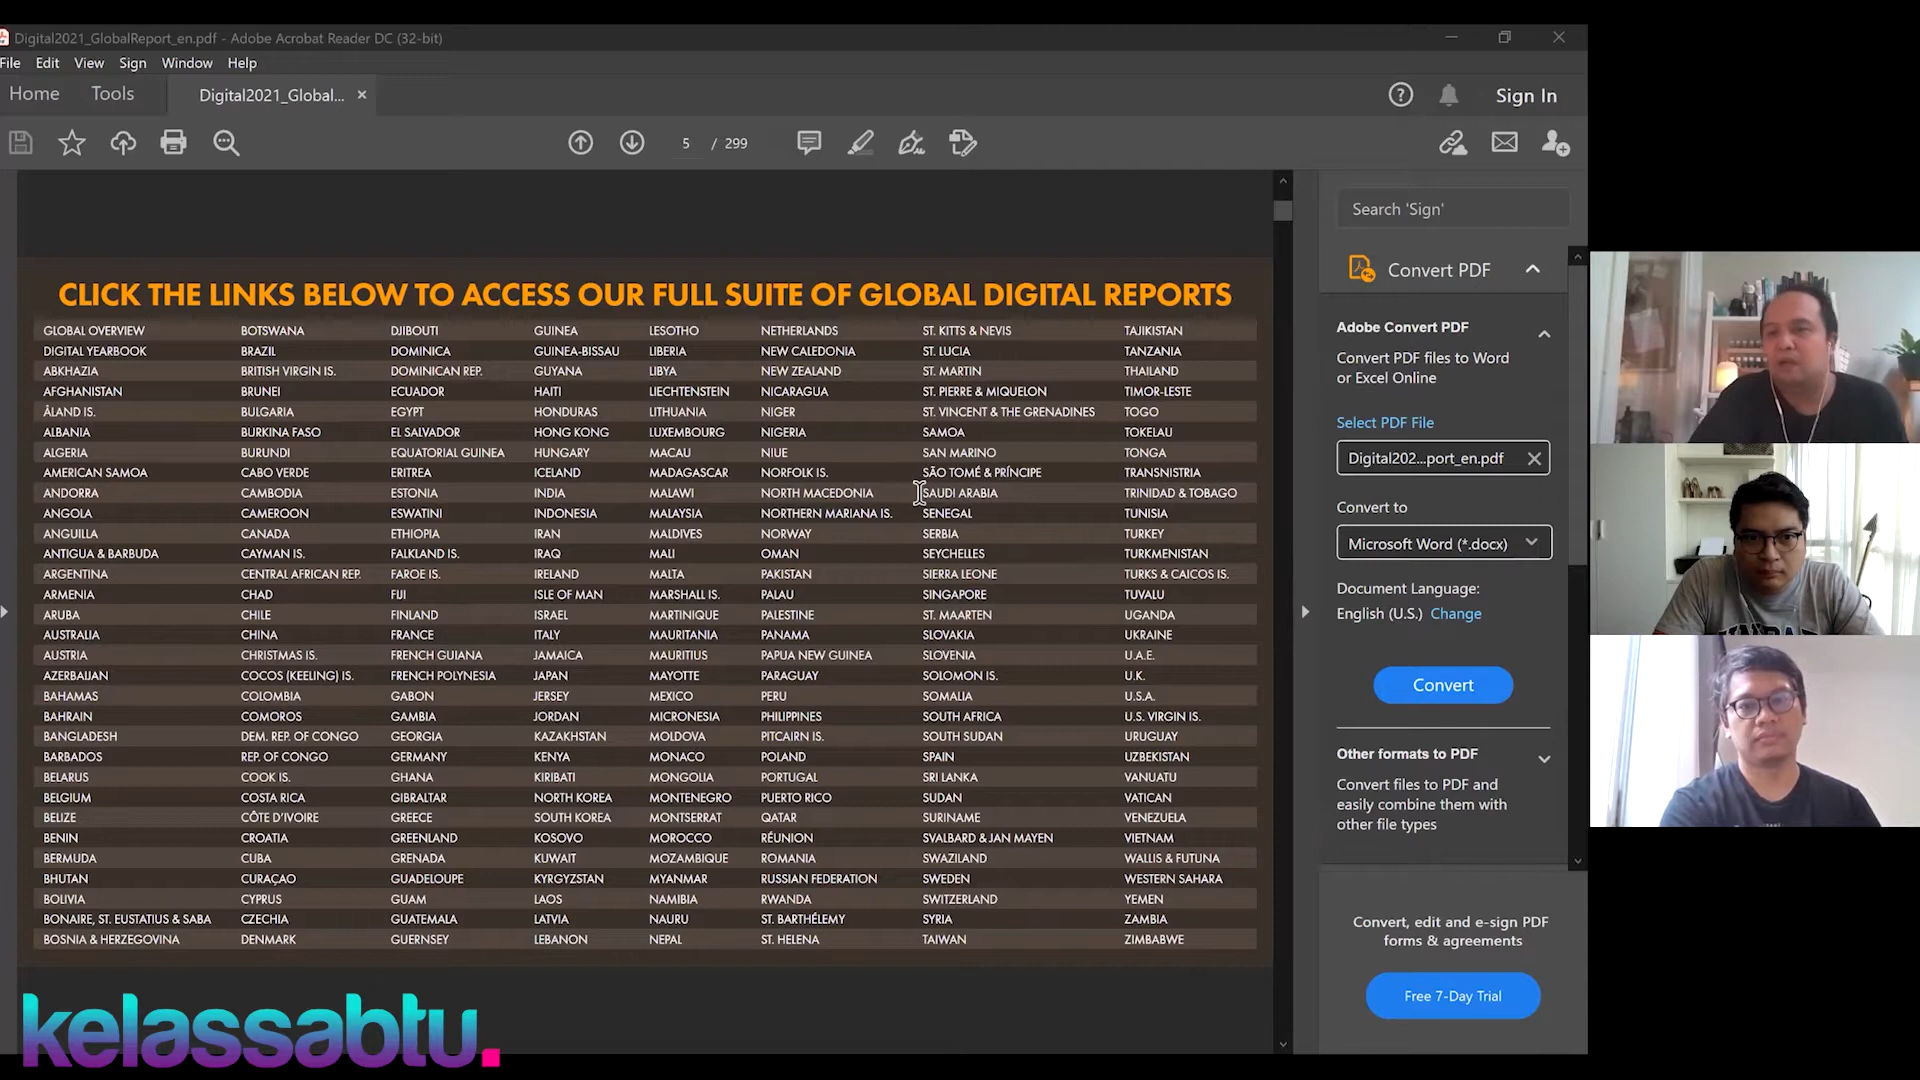 Digital2021_GlobalReport_en.pdf - Adobe Acrobat Reader DC (32-bit)
File Edit View Sign Window Help
Home Tools Digital2021_Global... ×
Sign In
5 / 299
CLICK THE LINKS BELOW TO ACCESS OUR FULL SUITE OF GLOBAL DIGITAL REPORTS
GLOBAL OVERVIEW BOTSWANA DJIBOUTI GUINEA LESOTHO NETHERLANDS ST. KITTS & NEVIS TAJIKISTAN
DIGITAL YEARBOOK BRAZIL DOMINICA GUINEA-BISSAU LIBERIA NEW CALEDONIA ST. LUCIA TANZANIA
ABKHAZIA BRITISH VIRGIN IS. DOMINICAN REP. GUYANA LIBYA NEW ZEALAND ST. MARTIN THAILAND
AFGHANISTAN BRUNEI ECUADOR HAITI LIECHTENSTEIN NICARAGUA ST. PIERRE & MIQUELON TIMOR-LESTE
ÅLAND IS. BULGARIA EGYPT HONDURAS LITHUANIA NIGER ST. VINCENT & THE GRENADINES TOGO
ALBANIA BURKINA FASO EL SALVADOR HONG KONG LUXEMBOURG NIGERIA SAMOA TOKELAU
ALGERIA BURUNDI EQUATORIAL GUINEA HUNGARY MACAU NIUE SAN MARINO TONGA
AMERICAN SAMOA CABO VERDE ERITREA ICELAND MADAGASCAR NORFOLK IS. SÃO TOMÉ & PRÍNCIPE TRANSNISTRIA
ANDORRA CAMBODIA ESTONIA INDIA MALAWI NORTH MACEDONIA SAUDI ARABIA TRINIDAD & TOBAGO
ANGOLA CAMEROON ESWATINI INDONESIA MALAYSIA NORTHERN MARIANA IS. SENEGAL TUNISIA
ANGUILLA CANADA ETHIOPIA IRAN MALDIVES NORWAY SERBIA TURKEY
ANTIGUA & BARBUDA CAYMAN IS. FALKLAND IS. IRAQ MALI OMAN SEYCHELLES TURKMENISTAN
ARGENTINA CENTRAL AFRICAN REP. FAROE IS. IRELAND MALTA PAKISTAN SIERRA LEONE TURKS & CAICOS IS.
ARMENIA CHAD FIJI ISLE OF MAN MARSHALL IS. PALAU SINGAPORE TUVALU
ARUBA CHILE FINLAND ISRAEL MARTINIQUE PALESTINE ST. MAARTEN UGANDA
AUSTRALIA CHINA FRANCE ITALY MAURITANIA PANAMA SLOVAKIA UKRAINE
AUSTRIA CHRISTMAS IS. FRENCH GUIANA JAMAICA MAURITIUS PAPUA NEW GUINEA SLOVENIA U.A.E.
AZERBAIJAN COCOS (KEELING) IS. FRENCH POLYNESIA JAPAN MAYOTTE PARAGUAY SOLOMON IS. U.K.
BAHAMAS COLOMBIA GABON JERSEY MEXICO PERU SOMALIA U.S.A.
BAHRAIN COMOROS GAMBIA JORDAN MICRONESIA PHILIPPINES SOUTH AFRICA U.S. VIRGIN IS.
BANGLADESH DEM. REP. OF CONGO GEORGIA KAZAKHSTAN MOLDOVA PITCAIRN IS. SOUTH SUDAN URUGUAY
BARBADOS REP. OF CONGO GERMANY KENYA MONACO POLAND SPAIN UZBEKISTAN
BELARUS COOK IS. GHANA KIRIBATI MONGOLIA PORTUGAL SRI LANKA VANUATU
BELGIUM COSTA RICA GIBRALTAR NORTH KOREA MONTENEGRO PUERTO RICO SUDAN VATICAN
BELIZE CÔTE D'IVOIRE GREECE SOUTH KOREA MONTSERRAT QATAR SURINAME VENEZUELA
BENIN CROATIA GREENLAND KOSOVO MOROCCO RÉUNION SVALBARD & JAN MAYEN VIETNAM
BERMUDA CUBA GRENADA KUWAIT MOZAMBIQUE ROMANIA SWAZILAND WALLIS & FUTUNA
BHUTAN CURAÇAO GUADELOUPE KYRGYZSTAN MYANMAR RUSSIAN FEDERATION SWEDEN WESTERN SAHARA
BOLIVIA CYPRUS GUAM LAOS NAMIBIA RWANDA SWITZERLAND YEMEN
BONAIRE, ST. EUSTATIUS & SABA CZECHIA GUATEMALA LATVIA NAURU ST. BARTHÉLEMY SYRIA ZAMBIA
BOSNIA & HERZEGOVINA DENMARK GUERNSEY LEBANON NEPAL ST. HELENA TAIWAN ZIMBABWE
Search 'Sign'
Convert PDF
Adobe Convert PDF
Convert PDF files to Word
or Excel Online
Select PDF File
Digital202...port_en.pdf
Convert to
Microsoft Word (*.docx)
Document Language:
English (U.S.) Change
Convert
Other formats to PDF
Convert files to PDF and
easily combine them with
other file types
Convert, edit and e-sign PDF
forms & agreements
Free 7-Day Trial
kelassabtu.